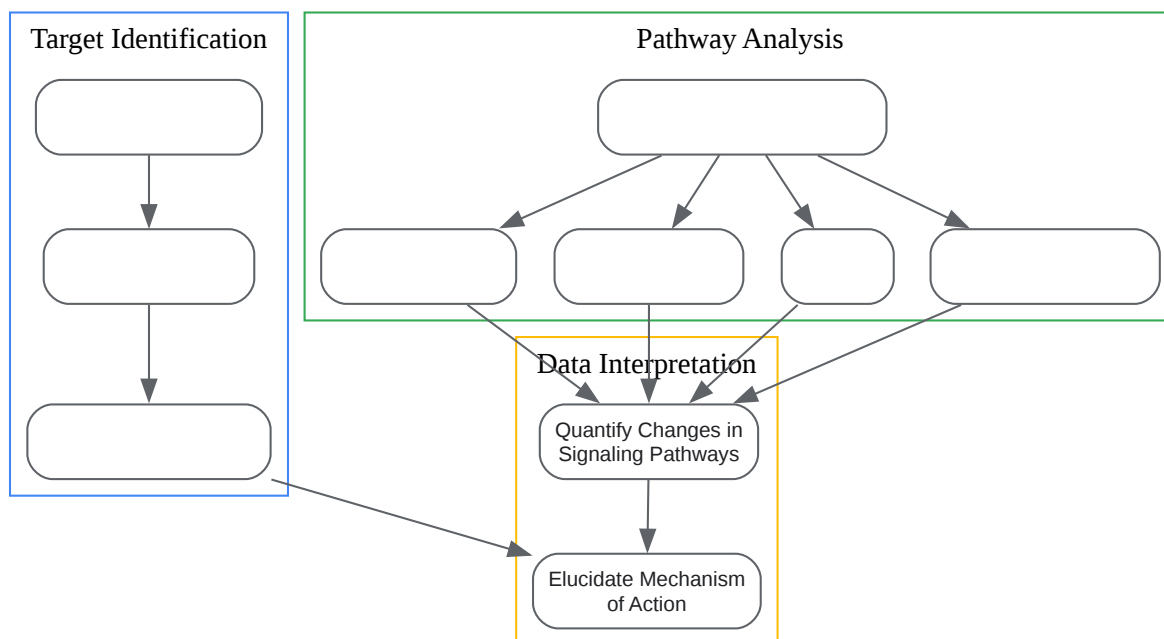 Target Identification
Pathway Analysis
Data Interpretation
Quantify Changes in
Signaling Pathways
Elucidate Mechanism
of Action